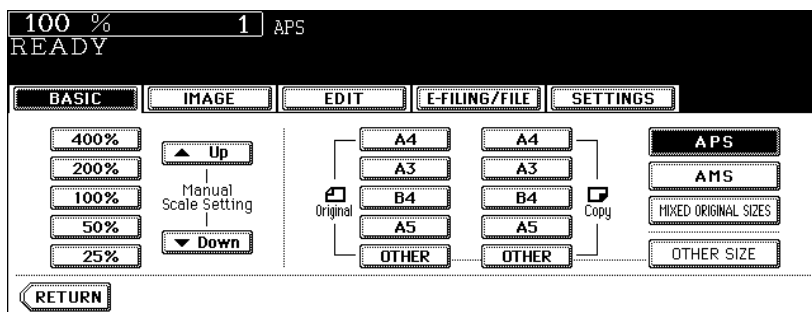 100 % 1 APS
READY
BASIC IMAGE EDIT E-FILING/FILE SETTINGS
400%
200%
100%
50%
25%
Up
Manual
Scale Setting
Down
Original
A4
A3
B4
A5
OTHER
A4
A3
B4
A5
OTHER
Copy
APS
AMS
MIXED ORIGINAL SIZES
OTHER SIZE
RETURN